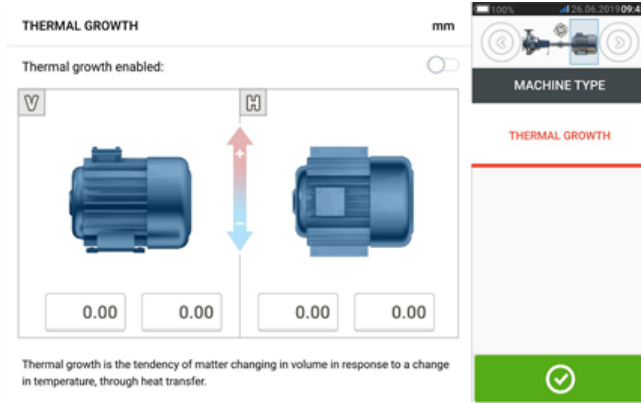 THERMAL GROWTH
mm
Thermal growth enabled:
V
H
+
−
0.00
0.00
0.00
0.00
Thermal growth is the tendency of matter changing in volume in response to a change
in temperature, through heat transfer.
100%
26.06.2019
MACHINE TYPE
THERMAL GROWTH